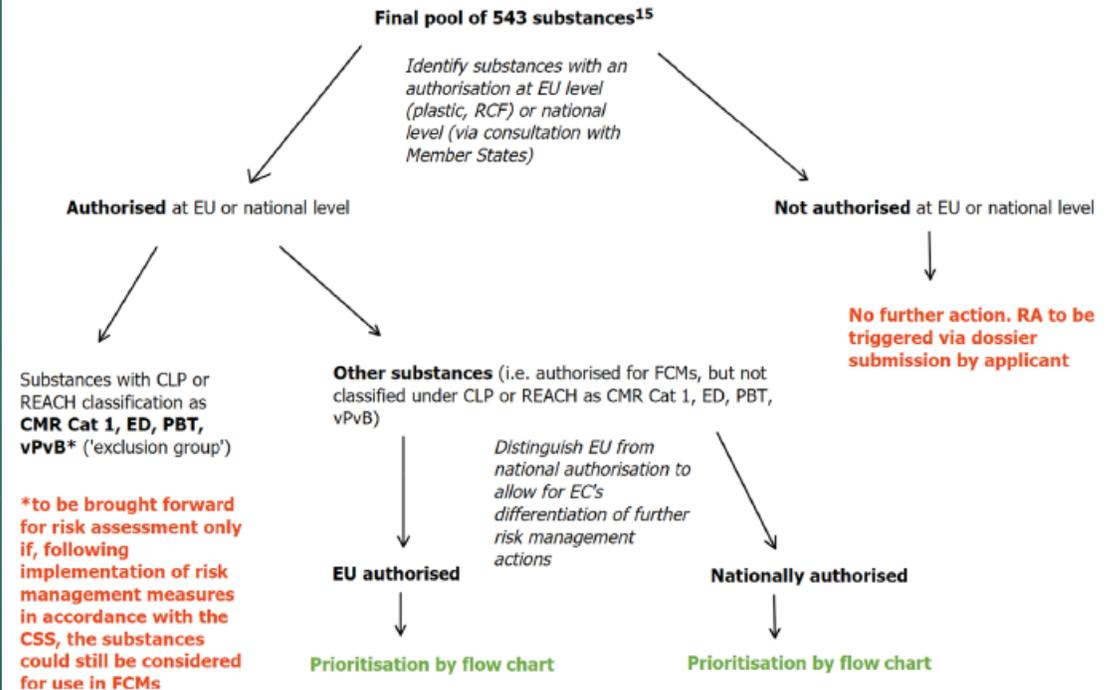 Final pool of 543 substances15
Identify substances with an
authorisation at EU level
(plastic, RCF) or national
level (via consultation with
Member States)
Authorised at EU or national level
Not authorised at EU or national level
No further action. RA to be
triggered via dossier
submission by applicant
Substances with CLP or
REACH classification as
CMR Cat 1, ED, PBT,
vPvB* ('exclusion group')
Other substances (i.e. authorised for FCMs, but not
classified under CLP or REACH as CMR Cat 1, ED, PBT,
vPvB)
Distinguish EU from
national authorisation to
allow for EC's
differentiation of further
risk management
actions
*to be brought forward
for risk assessment only
if, following
implementation of risk
management measures
in accordance with the
CSS, the substances
could still be considered
for use in FCMs
EU authorised
Nationally authorised
Prioritisation by flow chart
Prioritisation by flow chart